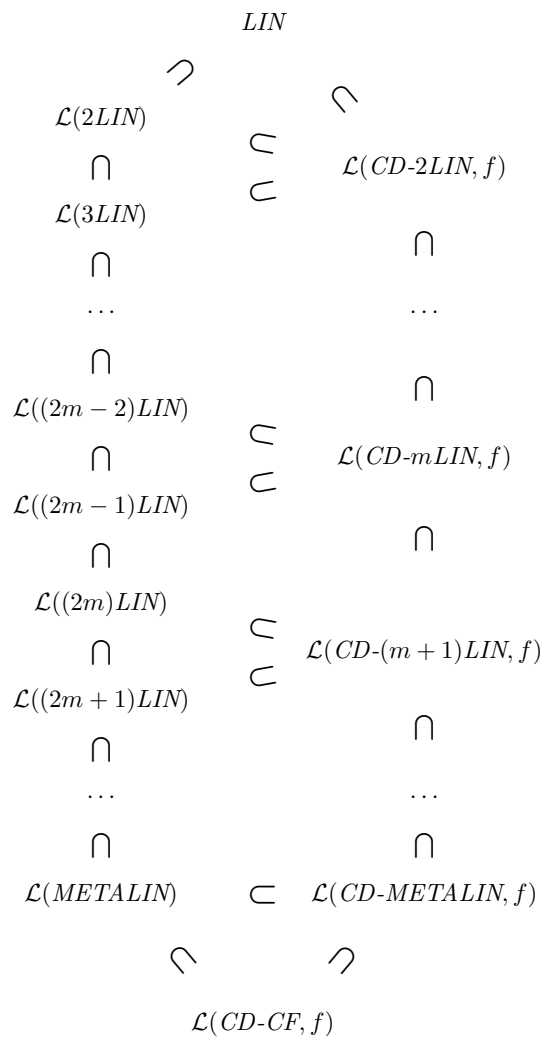 LIN
∩ ∩
ℒ(2LIN)
⊂
∩ ℒ(CD-2LIN, f)
⊂
ℒ(3LIN)
∩ ∩
... ...
∩ ∩
ℒ((2m − 2)LIN)
⊂
∩ ℒ(CD-mLIN, f)
⊂
ℒ((2m − 1)LIN)
∩ ∩
ℒ((2m)LIN)
⊂
∩ ℒ(CD-(m + 1)LIN, f)
⊂
ℒ((2m + 1)LIN)
∩ ∩
... ...
∩ ∩
ℒ(METALIN) ⊂ ℒ(CD-METALIN, f)
∩ ∩
ℒ(CD-CF, f)